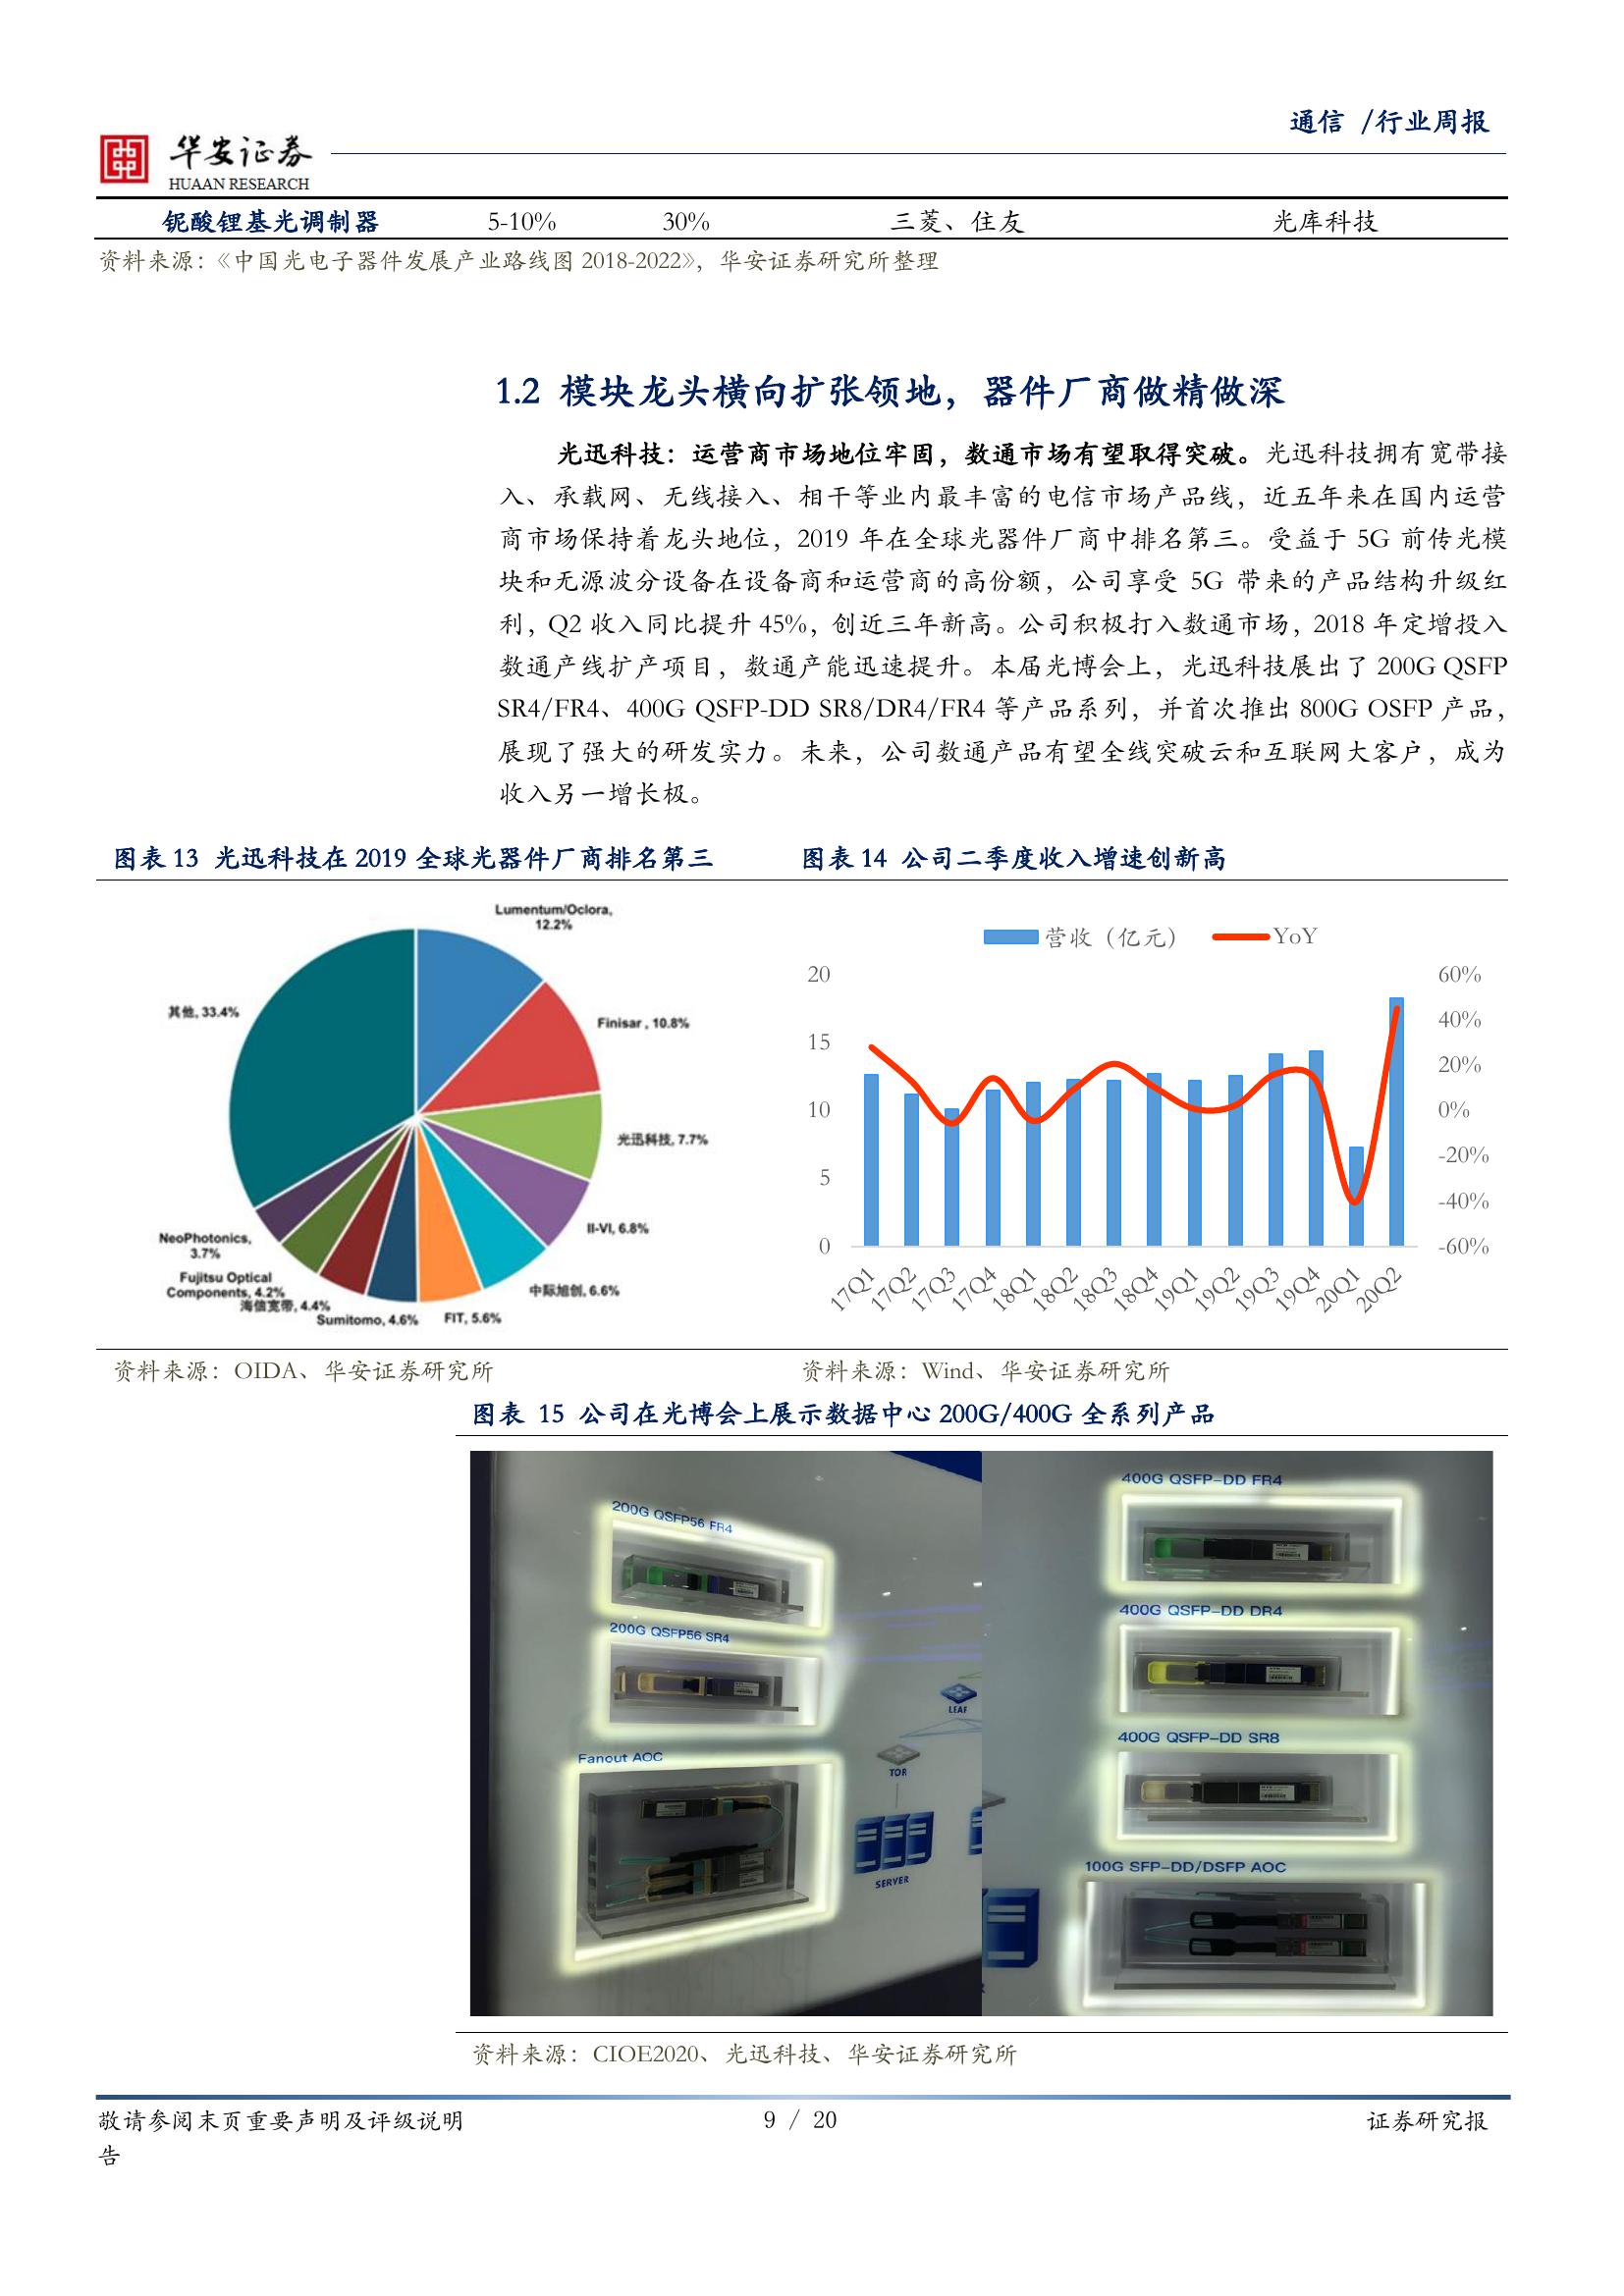 通信 /行业周报
华安证券
HUAAN RESEARCH
铌酸锂基光调制器 5-10% 30% 三菱、住友 光库科技
资料来源：《中国光电子器件发展产业路线图 2018-2022》，华安证券研究所整理
1.2 模块龙头横向扩张领地，器件厂商做精做深
光迅科技：运营商市场地位牢固，数通市场有望取得突破。光迅科技拥有宽带接
入、承载网、无线接入、相干等业内最丰富的电信市场产品线，近五年来在国内运营
商市场保持着龙头地位，2019 年在全球光器件厂商中排名第三。受益于 5G 前传光模
块和无源波分设备在设备商和运营商的高份额，公司享受 5G 带来的产品结构升级红
利，Q2 收入同比提升 45%，创近三年新高。公司积极打入数通市场，2018 年定增投入
数通产线扩产项目，数通产能迅速提升。本届光博会上，光迅科技展出了 200G QSFP
SR4/FR4、400G QSFP-DD SR8/DR4/FR4 等产品系列，并首次推出 800G OSFP 产品，
展现了强大的研发实力。未来，公司数通产品有望全线突破云和互联网大客户，成为
收入另一增长极。
图表 13 光迅科技在 2019 全球光器件厂商排名第三
Lumentum/Oclora,
12.2%
Finisar , 10.8%
光迅科技, 7.7%
II-VI, 6.8%
中际旭创, 6.6%
FIT, 5.6%
Sumitomo, 4.6%
海信宽带, 4.4%
Fujitsu Optical
Components, 4.2%
NeoPhotonics,
3.7%
其他, 33.4%
资料来源：OIDA、华安证券研究所
图表 14 公司二季度收入增速创新高
营收（亿元） YoY
20
15
10
5
0
60%
40%
20%
0%
-20%
-40%
-60%
17Q1 17Q2 17Q3 17Q4 18Q1 18Q2 18Q3 18Q4 19Q1 19Q2 19Q3 19Q4 20Q1 20Q2
资料来源：Wind、华安证券研究所
图表 15 公司在光博会上展示数据中心 200G/400G 全系列产品
200G QSFP56 FR4
200G QSFP56 SR4
Fanout AOC
LEAF
TOR
SERVER
400G QSFP-DD FR4
400G QSFP-DD DR4
400G QSFP-DD SR8
100G SFP-DD/DSFP AOC
资料来源：CIOE2020、光迅科技、华安证券研究所
敬请参阅末页重要声明及评级说明 9 / 20 证券研究报
告